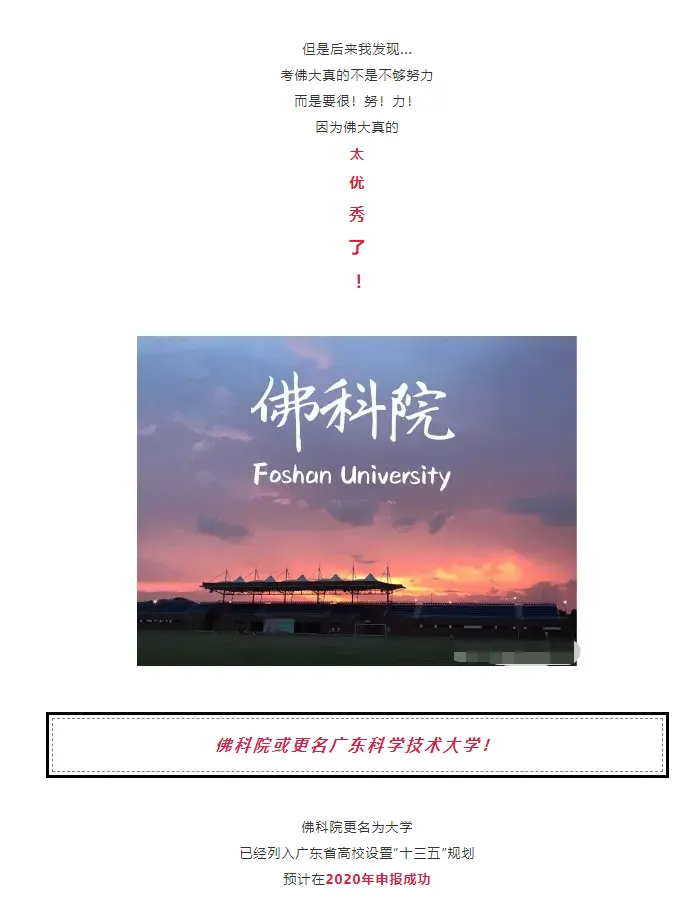 但是后来我发现...
考佛大真的不是不够努力
而是要很！努！力！
因为佛大真的
太
优
秀
了
！
佛科院
Foshan University
佛科院或更名广东科学技术大学！
佛科院更名为大学
已经列入广东省高校设置“十三五”规划
预计在2020年申报成功